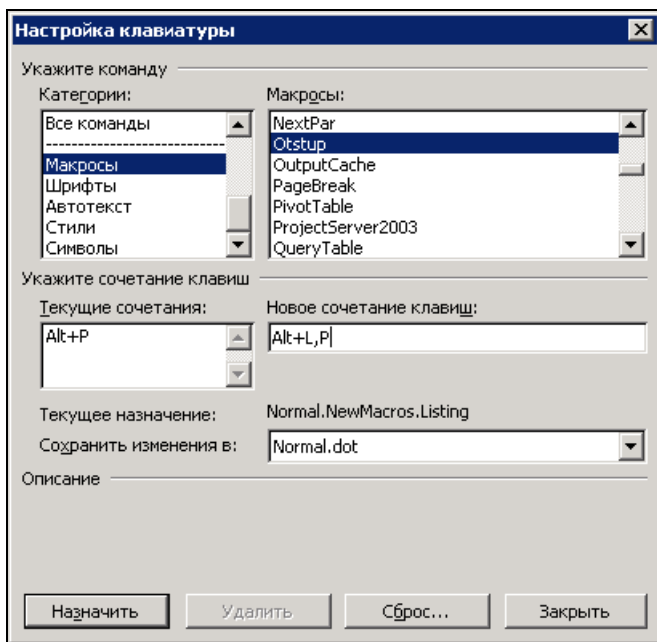 Настройка клавиатуры
Укажите команду
Категории:
Все команды
Макросы
Шрифты
Автотекст
Стили
Символы
Макросы:
NextPar
Otstup
OutputCache
PageBreak
PivotTable
ProjectServer2003
QueryTable
Укажите сочетание клавиш
Текущие сочетания:
Alt+P
Новое сочетание клавиш:
Alt+L,P
Текущее назначение: Normal.NewMacros.Listing
Сохранить изменения в: Normal.dot
Описание
Назначить Удалить Сброс... Закрыть